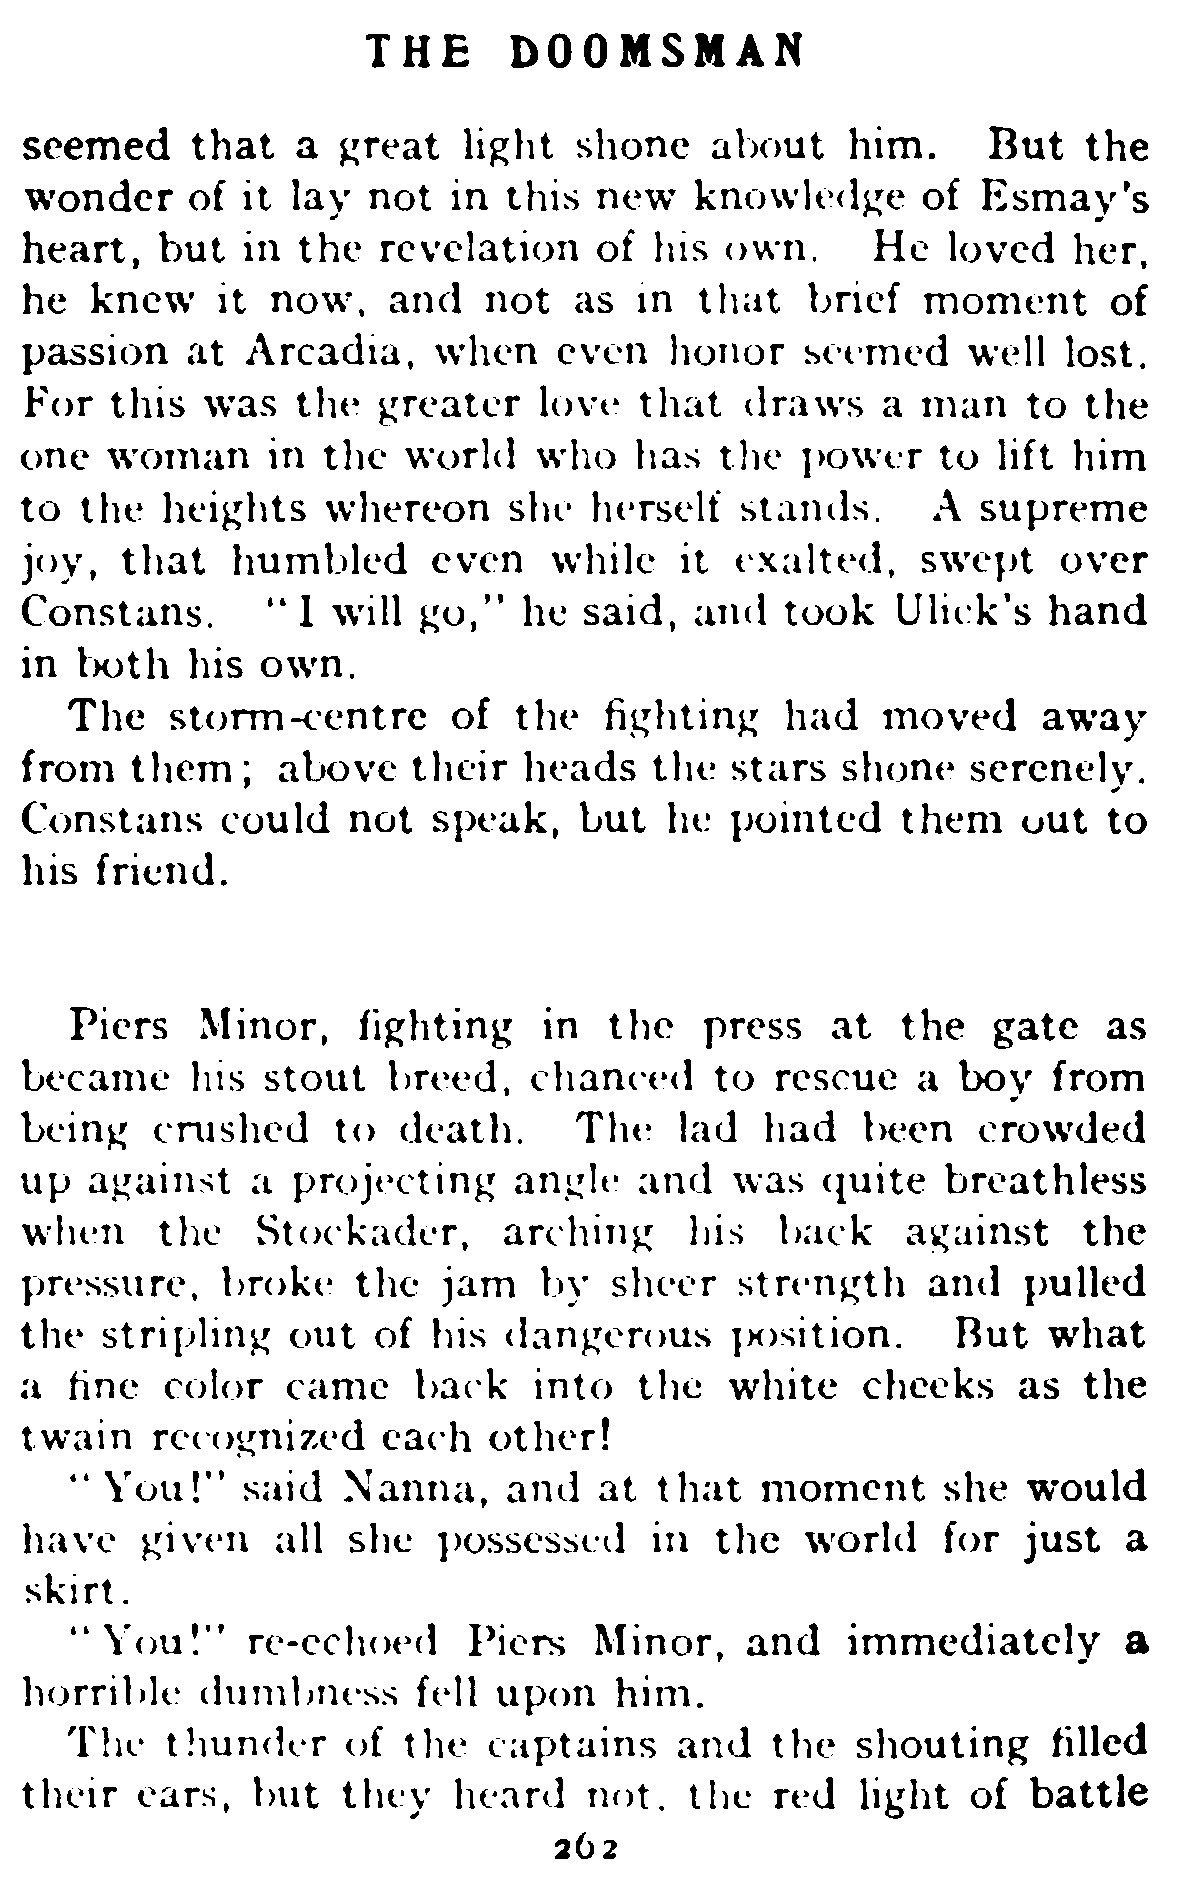 THE DOOMSMAN
seemed that a great light shone about him. But the
wonder of it lay not in this new knowledge of Esmay's
heart, but in the revelation of his own. He loved her,
he knew it now, and not as in that brief moment of
passion at Arcadia, when even honor seemed well lost.
For this was the greater love that draws a man to the
one woman in the world who has the power to lift him
to the heights whereon she herself stands. A supreme
joy, that humbled even while it exalted, swept over
Constans. "I will go," he said, and took Ulick's hand
in both his own.
The storm-centre of the fighting had moved away
from them; above their heads the stars shone serenely.
Constans could not speak, but he pointed them out to
his friend.
Piers Minor, fighting in the press at the gate as
became his stout breed, chanced to rescue a boy from
being crushed to death. The lad had been crowded
up against a projecting angle and was quite breathless
when the Stockader, arching his back against the
pressure, broke the jam by sheer strength and pulled
the stripling out of his dangerous position. But what
a fine color came back into the white cheeks as the
twain recognized each other!
"You!" said Nanna, and at that moment she would
have given all she possessed in the world for just a
skirt.
"You!" re-echoed Piers Minor, and immediately a
horrible dumbness fell upon him.
The thunder of the captains and the shouting filled
their ears, but they heard not. the red light of battle
262